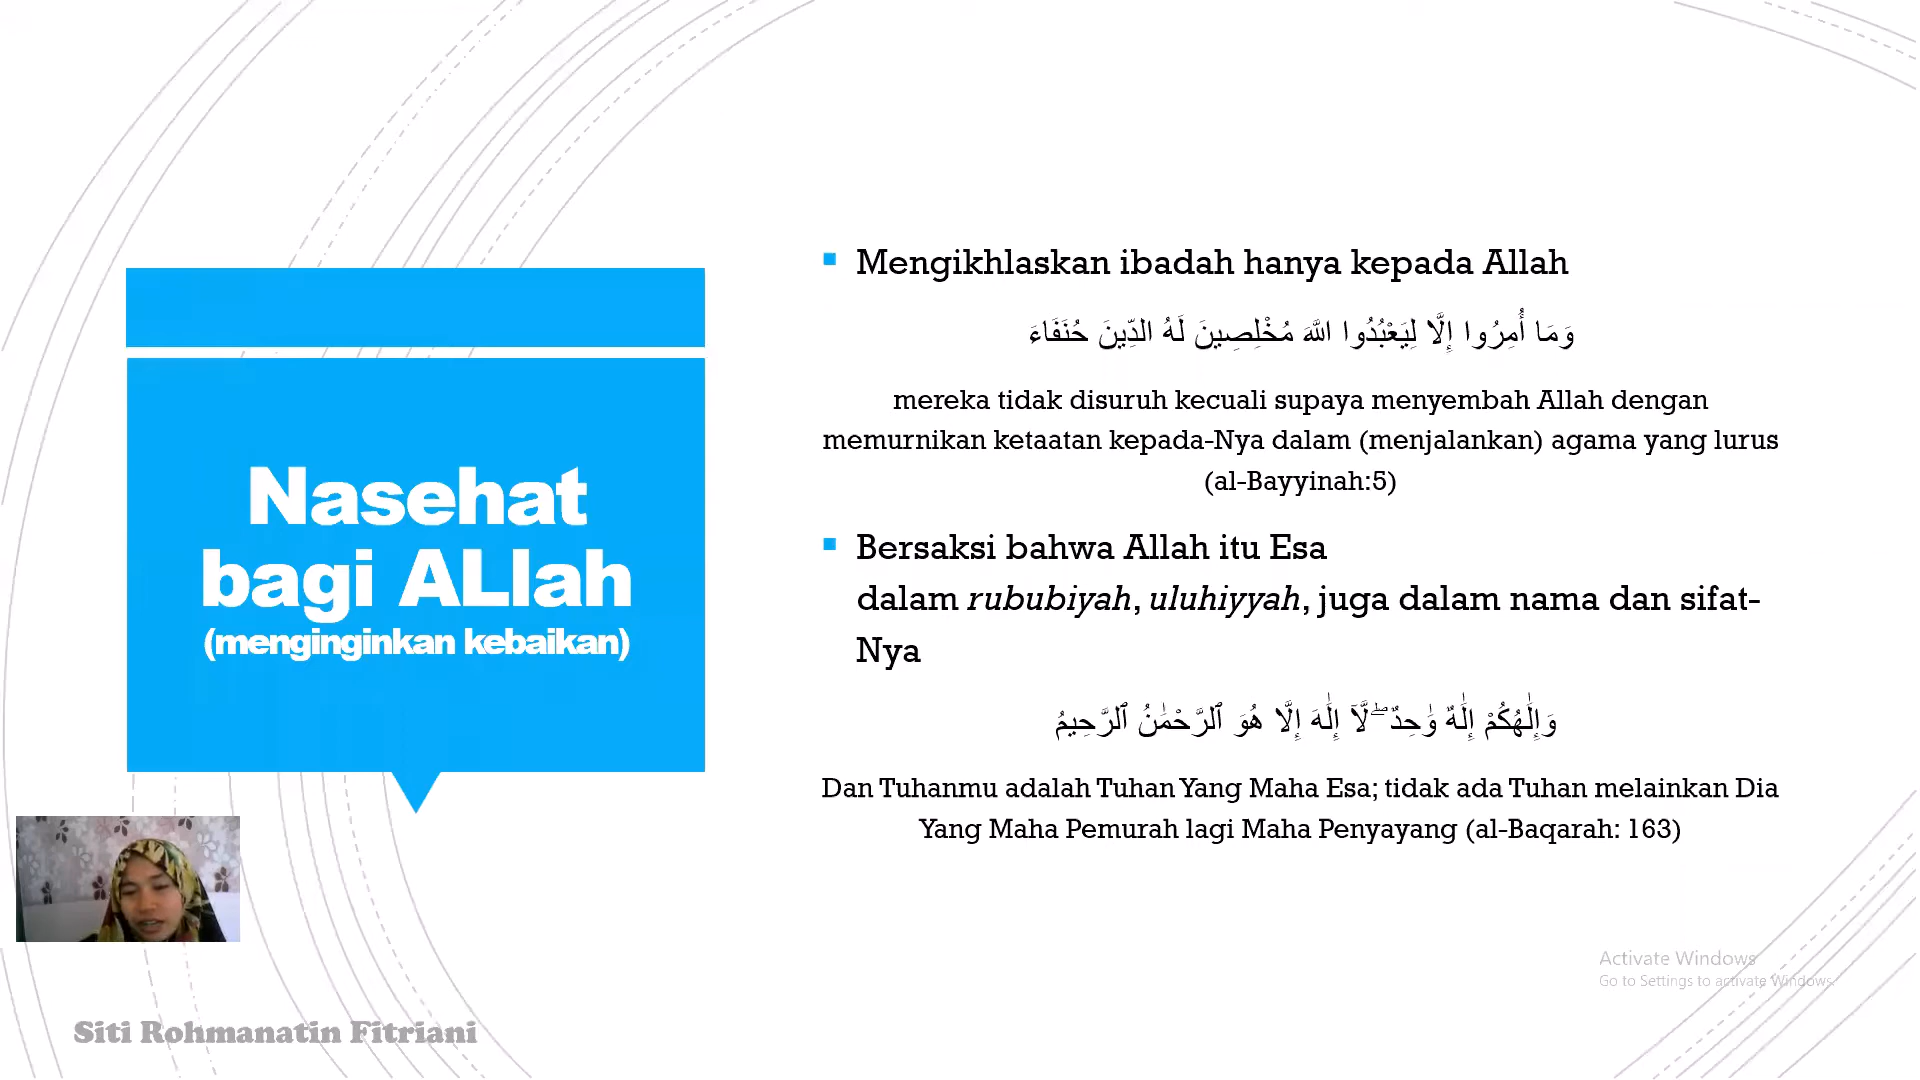 Nasehat
bagi ALlah
(menginginkan kebaikan)
Mengikhlaskan ibadah hanya kepada Allah
وَمَا أُمِرُوا إِلَّا لِيَعْبُدُوا اللَّهَ مُخْلِصِينَ لَهُ الدِّينَ حُنَفَاءَ
mereka tidak disuruh kecuali supaya menyembah Allah dengan
memurnikan ketaatan kepada-Nya dalam (menjalankan) agama yang lurus
(al-Bayyinah:5)
Bersaksi bahwa Allah itu Esa
dalam rububiyah, uluhiyyah, juga dalam nama dan sifat-
Nya
وَإِلَٰهُكُمْ إِلَٰهٌ وَٰحِدٌ ۖ لَّآ إِلَٰهَ إِلَّا هُوَ ٱلرَّحْمَٰنُ ٱلرَّحِيمُ
Dan Tuhanmu adalah Tuhan Yang Maha Esa; tidak ada Tuhan melainkan Dia
Yang Maha Pemurah lagi Maha Penyayang (al-Baqarah: 163)
Activate Windows
Go to Settings to activate Windows.
Siti Rohmanatin Fitriani